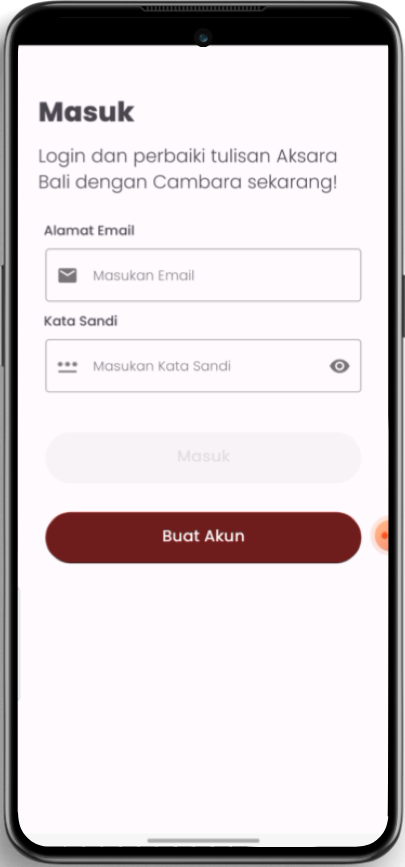 Masuk
Login dan perbaiki tulisan Aksara
Bali dengan Cambara sekarang!
Alamat Email
Masukan Email
Kata Sandi
Masukan Kata Sandi
Masuk
Buat Akun